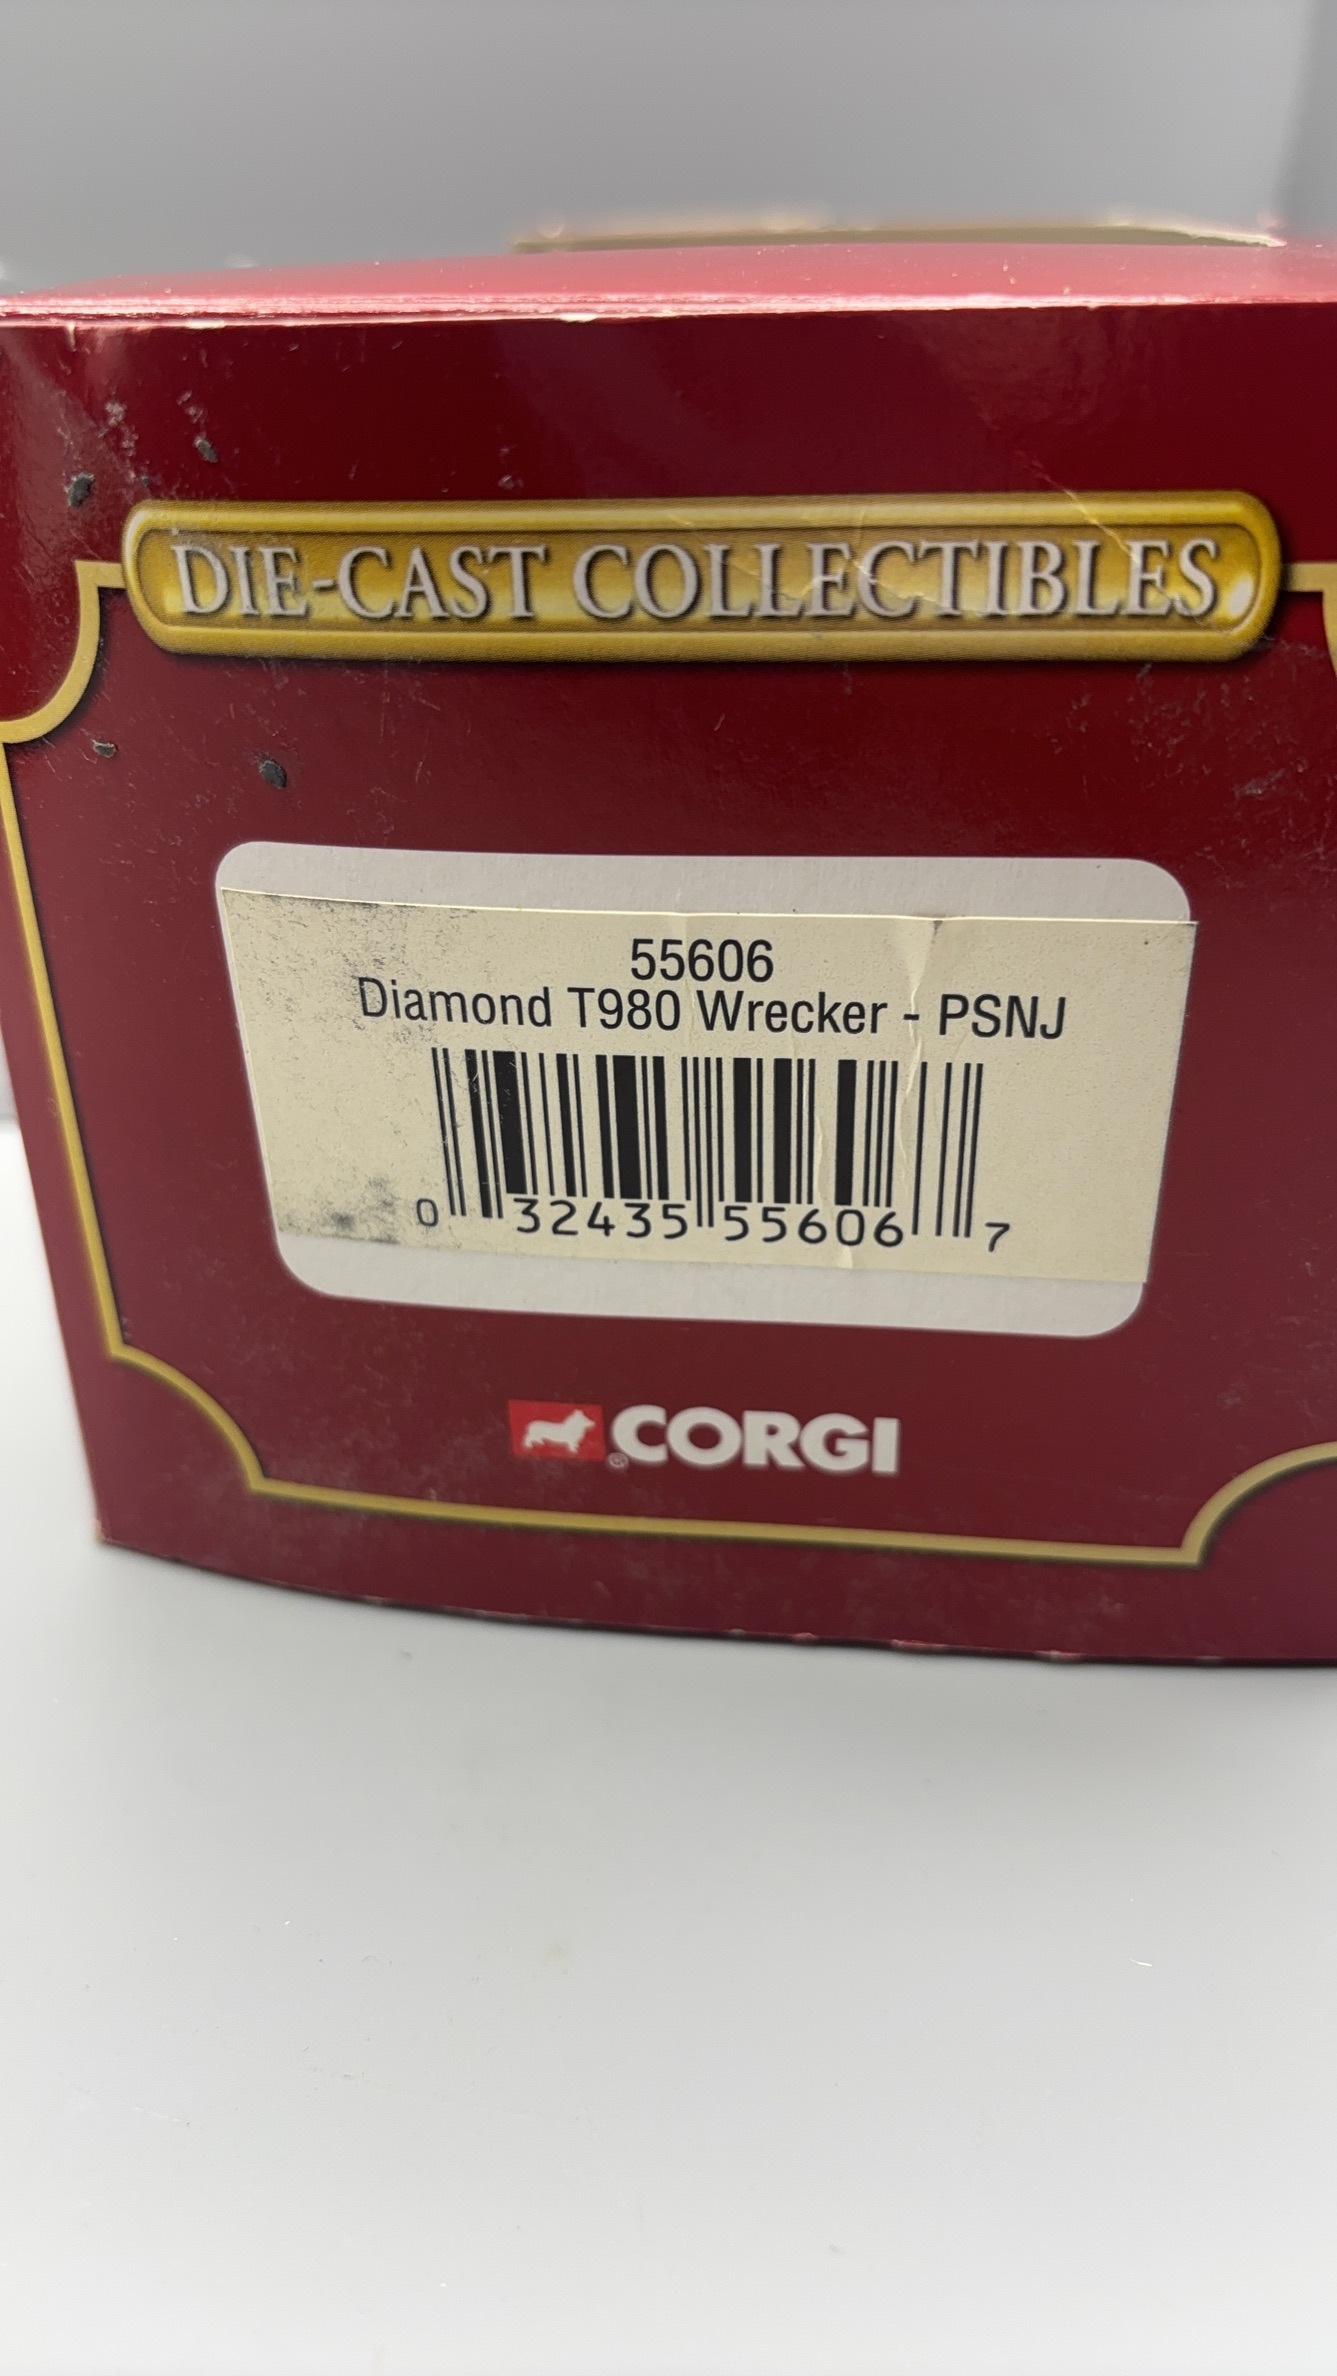 DIE-CAST COLLECTIBLES
55606
Diamond T980 Wrecker - PSNJ
0 32435 55606 7
®CORGI